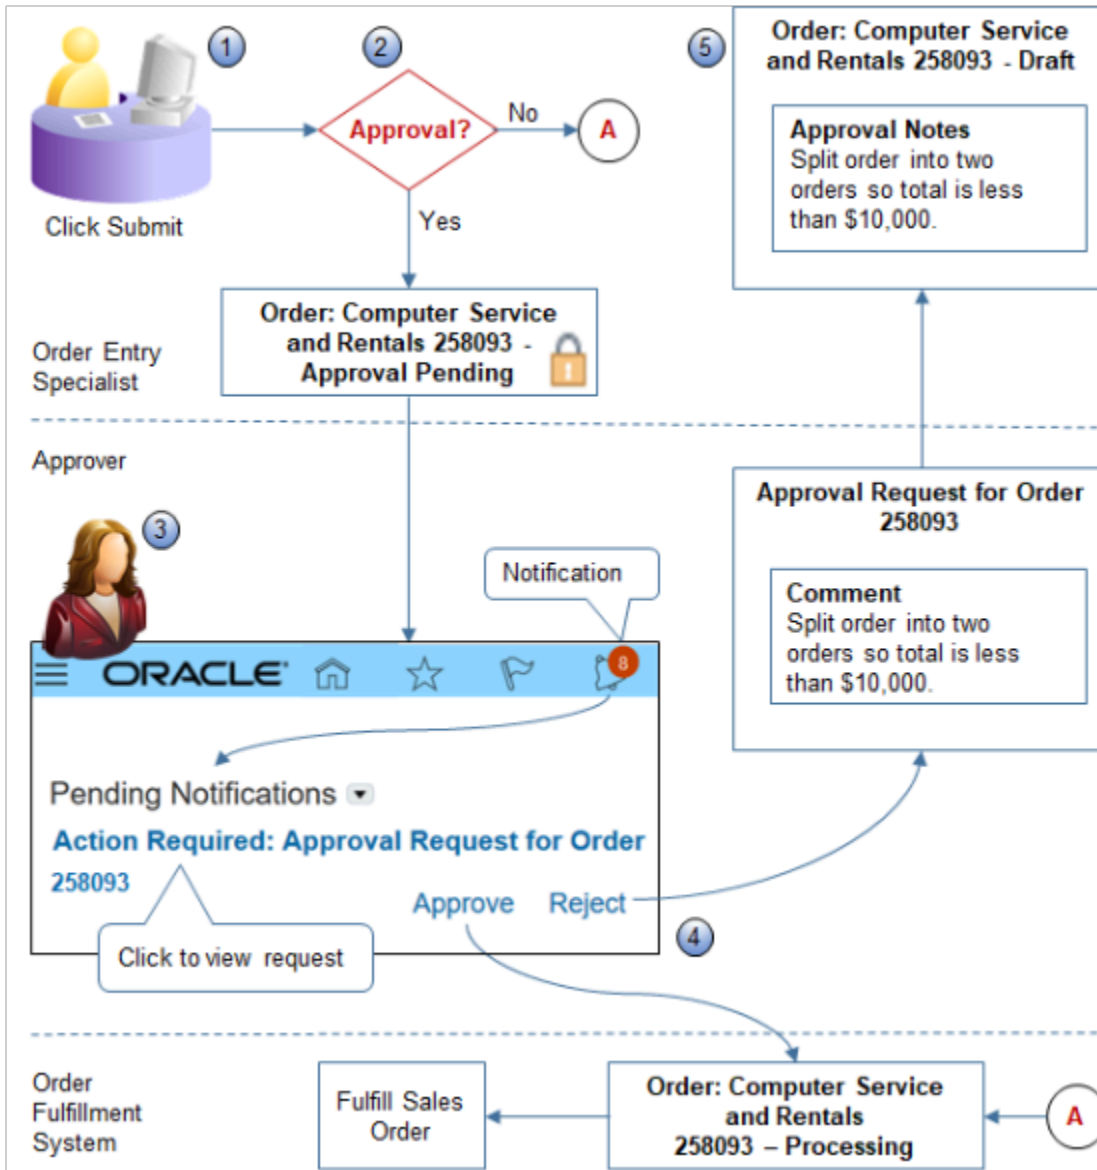 1
2
5
Approval?
No
A
Click Submit
Yes
Order: Computer Service
and Rentals 258093 - Draft
Approval Notes
Split order into two
orders so total is less
than $10,000.
Order: Computer Service
and Rentals 258093 -
Approval Pending
Order Entry
Specialist
Approver
3
Notification
ORACLE
8
Pending Notifications
Action Required: Approval Request for Order
258093
Approve
Reject
Click to view request
4
Approval Request for Order
258093
Comment
Split order into two
orders so total is less
than $10,000.
Order
Fulfillment
System
Fulfill Sales
Order
Order: Computer Service
and Rentals
258093 – Processing
A